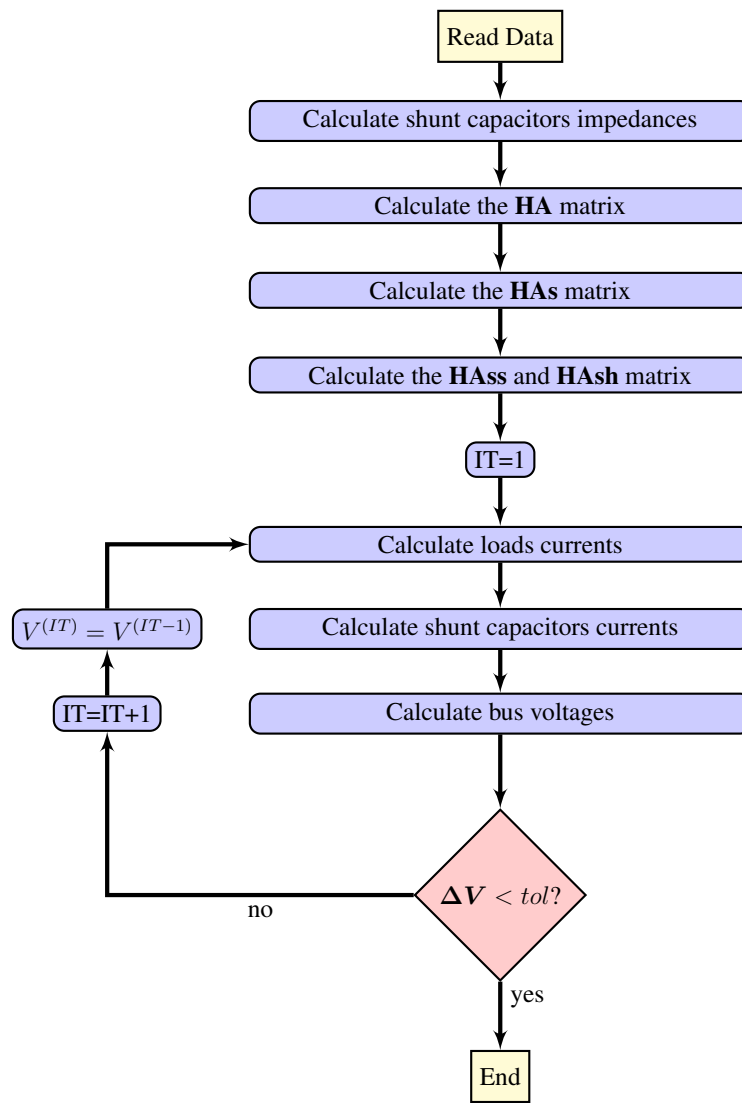 Read Data
Calculate shunt capacitors impedances
Calculate the HA matrix
Calculate the HAs matrix
Calculate the HAss and HAsh matrix
IT=1
Calculate loads currents
V^(IT) = V^(IT−1)
Calculate shunt capacitors currents
IT=IT+1
Calculate bus voltages
ΔV < tol?
no
yes
End